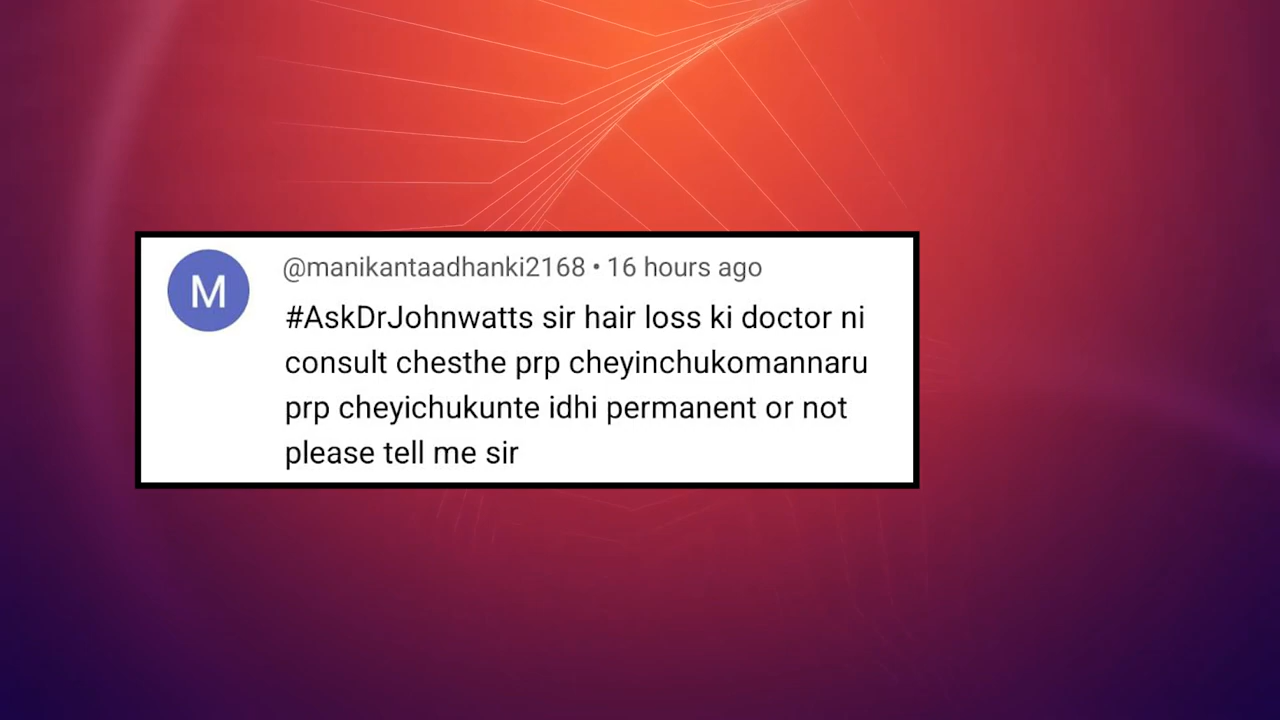 M
@manikantaadhanki2168 • 16 hours ago
#AskDrJohnwatts sir hair loss ki doctor ni
consult chesthe prp cheyinchukomannaru
prp cheyichukunte idhi permanent or not
please tell me sir